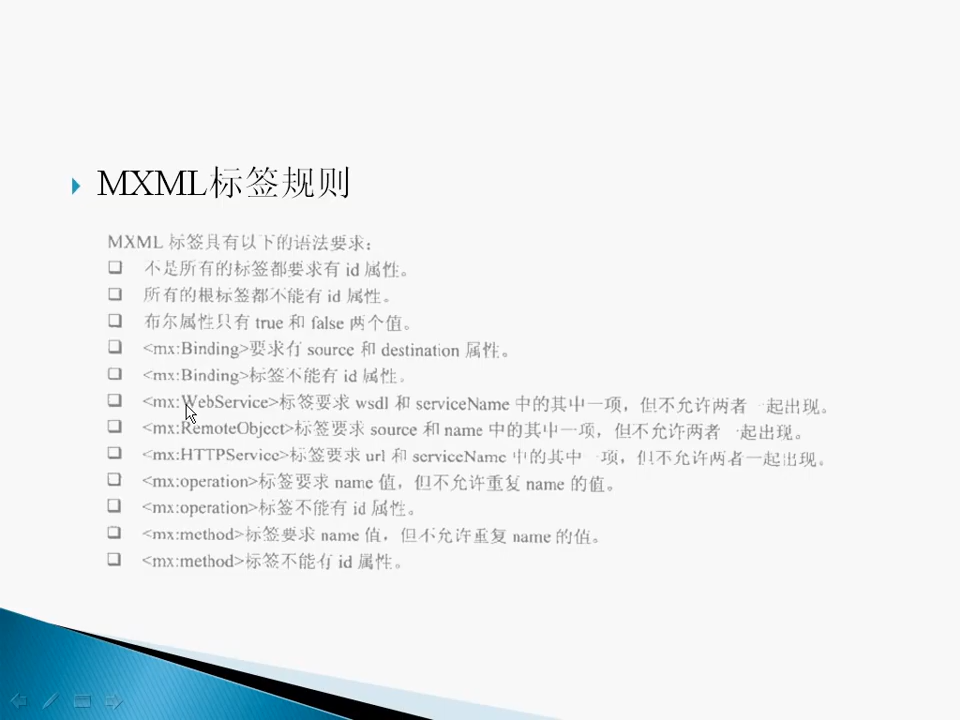 MXML标签规则
MXML 标签具有以下的语法要求：
不是所有的标签都要求有 id 属性。
所有的根标签都不能有 id 属性。
布尔属性只有 true 和 false 两个值。
<mx:Binding>要求有 source 和 destination 属性。
<mx:Binding>标签不能有 id 属性。
<mx:WebService>标签要求 wsdl 和 serviceName 中的其中一项，但不允许两者一起出现。
<mx:RemoteObject>标签要求 source 和 name 中的其中一项，但不允许两者一起出现。
<mx:HTTPService>标签要求 url 和 serviceName 中的其中一项，但不允许两者一起出现。
<mx:operation>标签要求 name 值，但不允许重复 name 的值。
<mx:operation>标签不能有 id 属性。
<mx:method>标签要求 name 值，但不允许重复 name 的值。
<mx:method>标签不能有 id 属性。